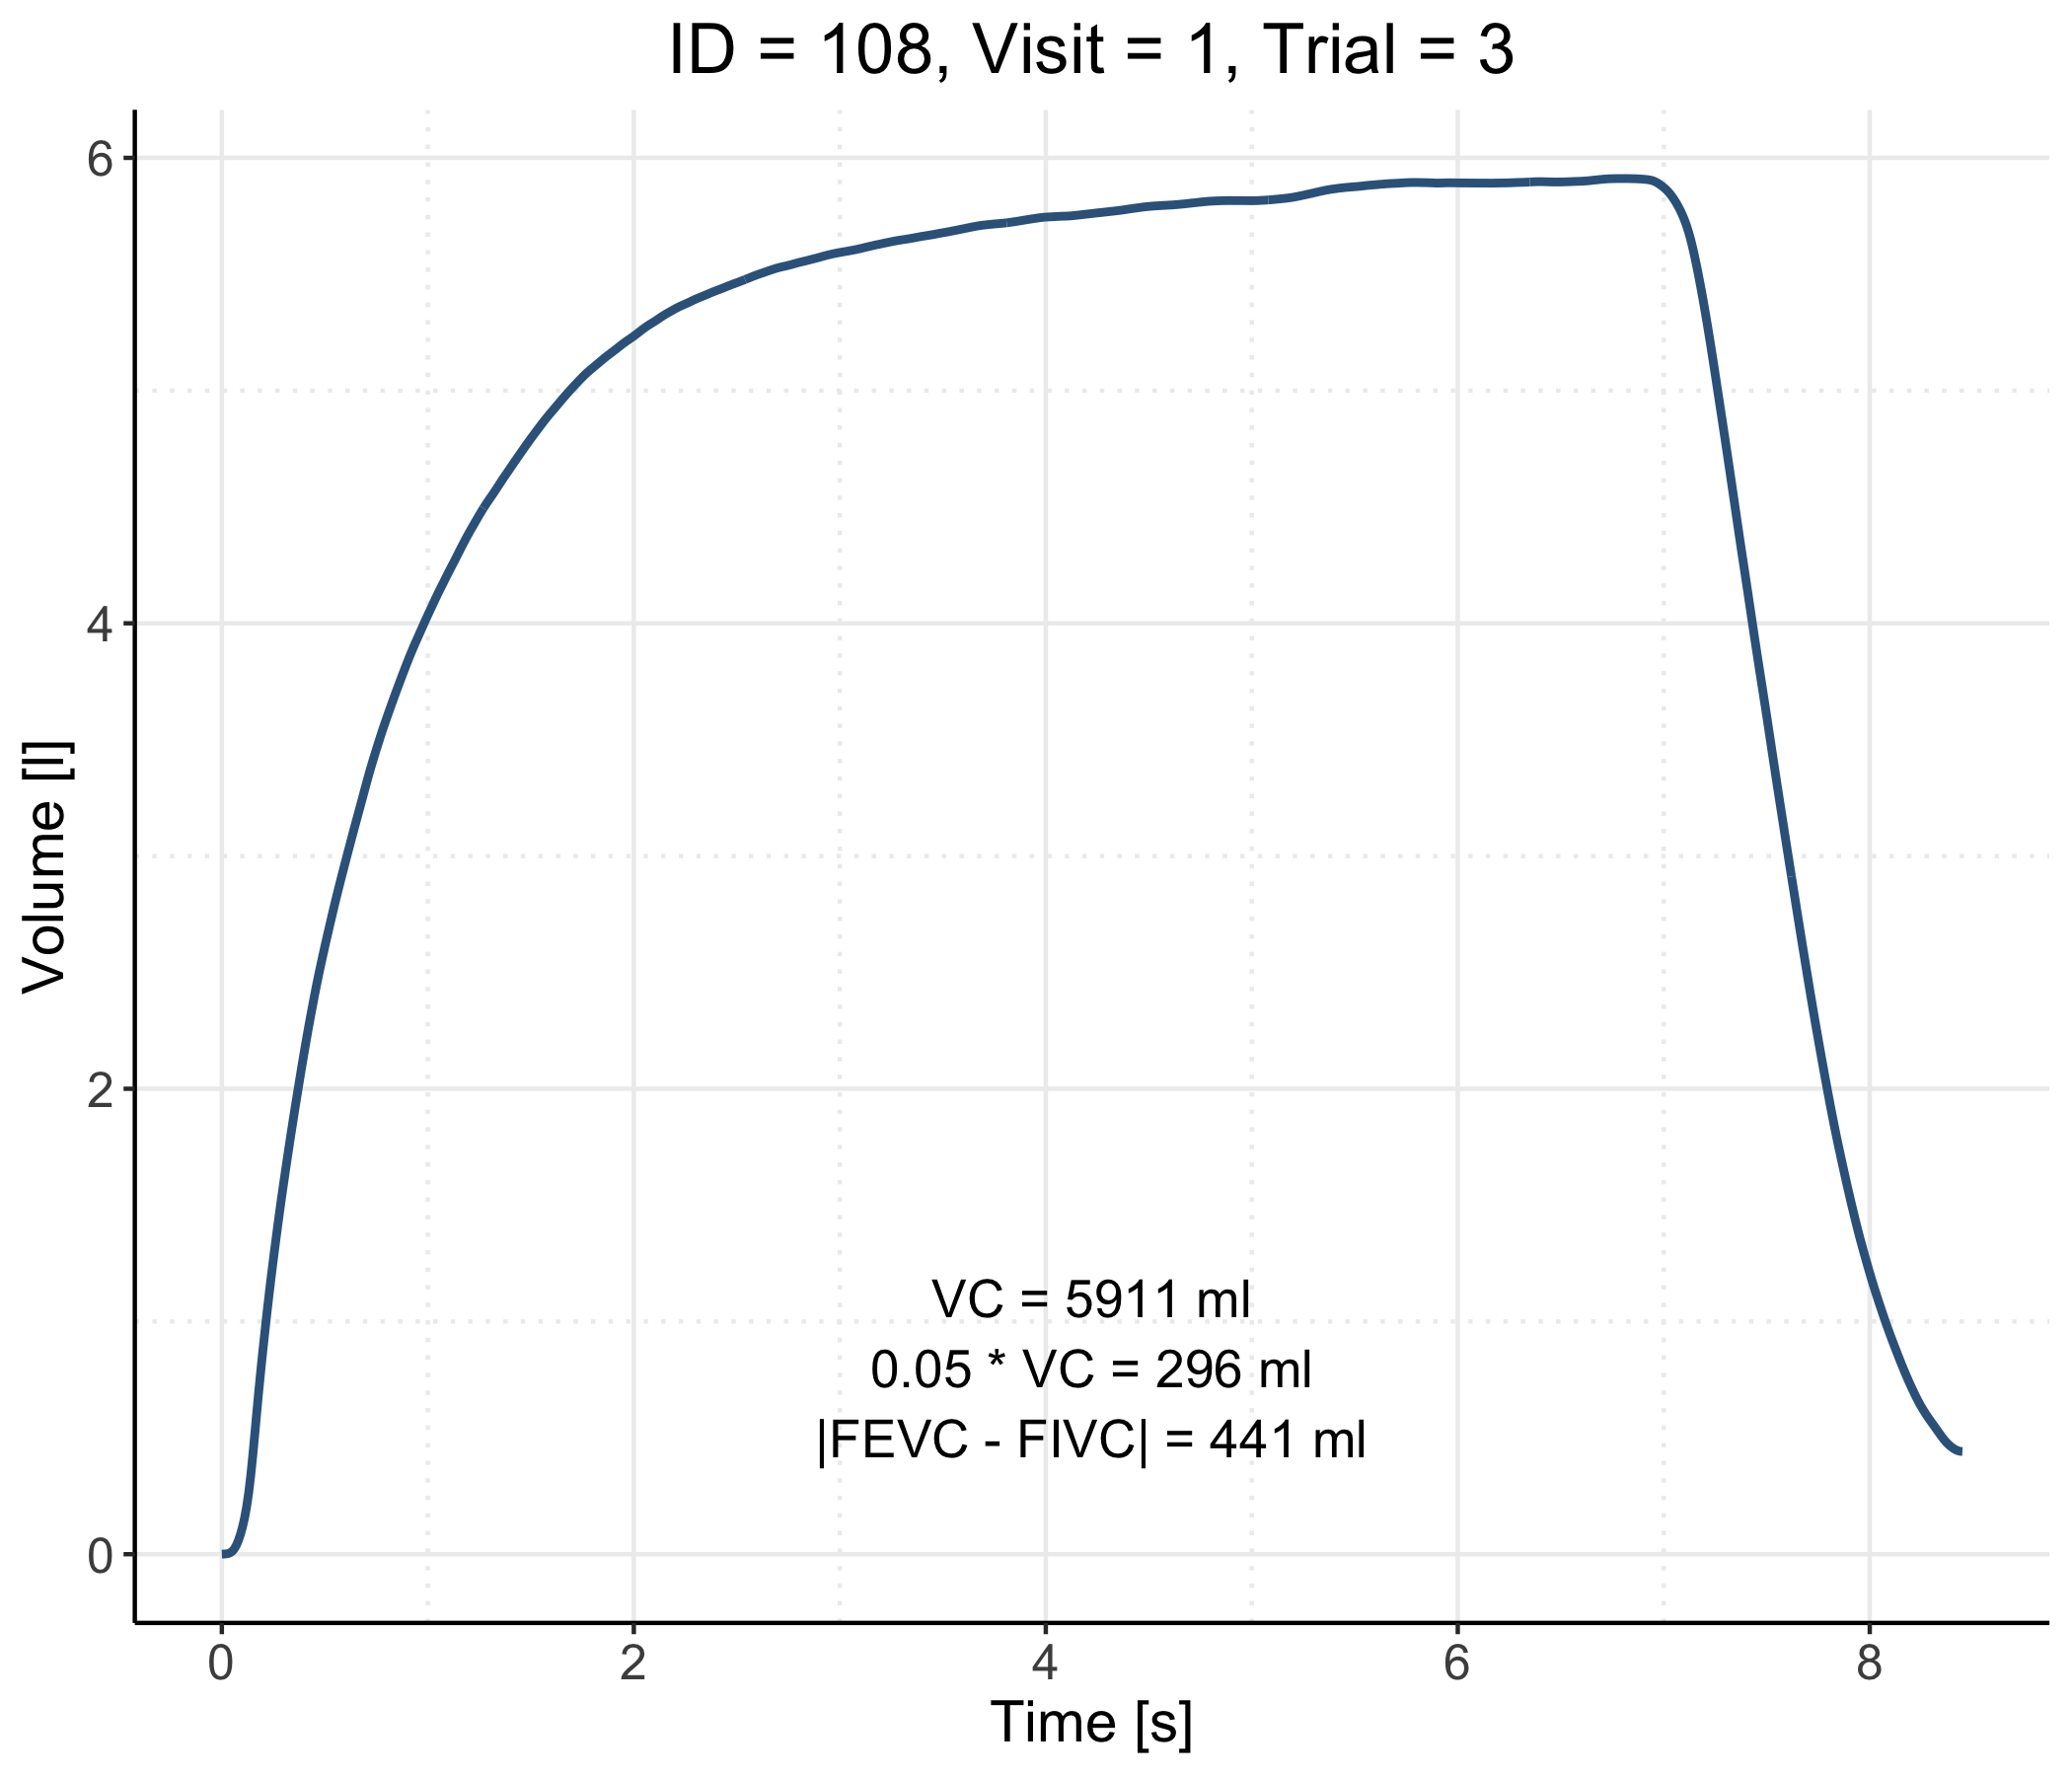 ID = 108, Visit = 1, Trial = 3
6
4
2
0
Volume [l]
VC = 5911 ml
0.05 * VC = 296 ml
|FEVC - FIVC| = 441 ml
0 2 4 6 8
Time [s]